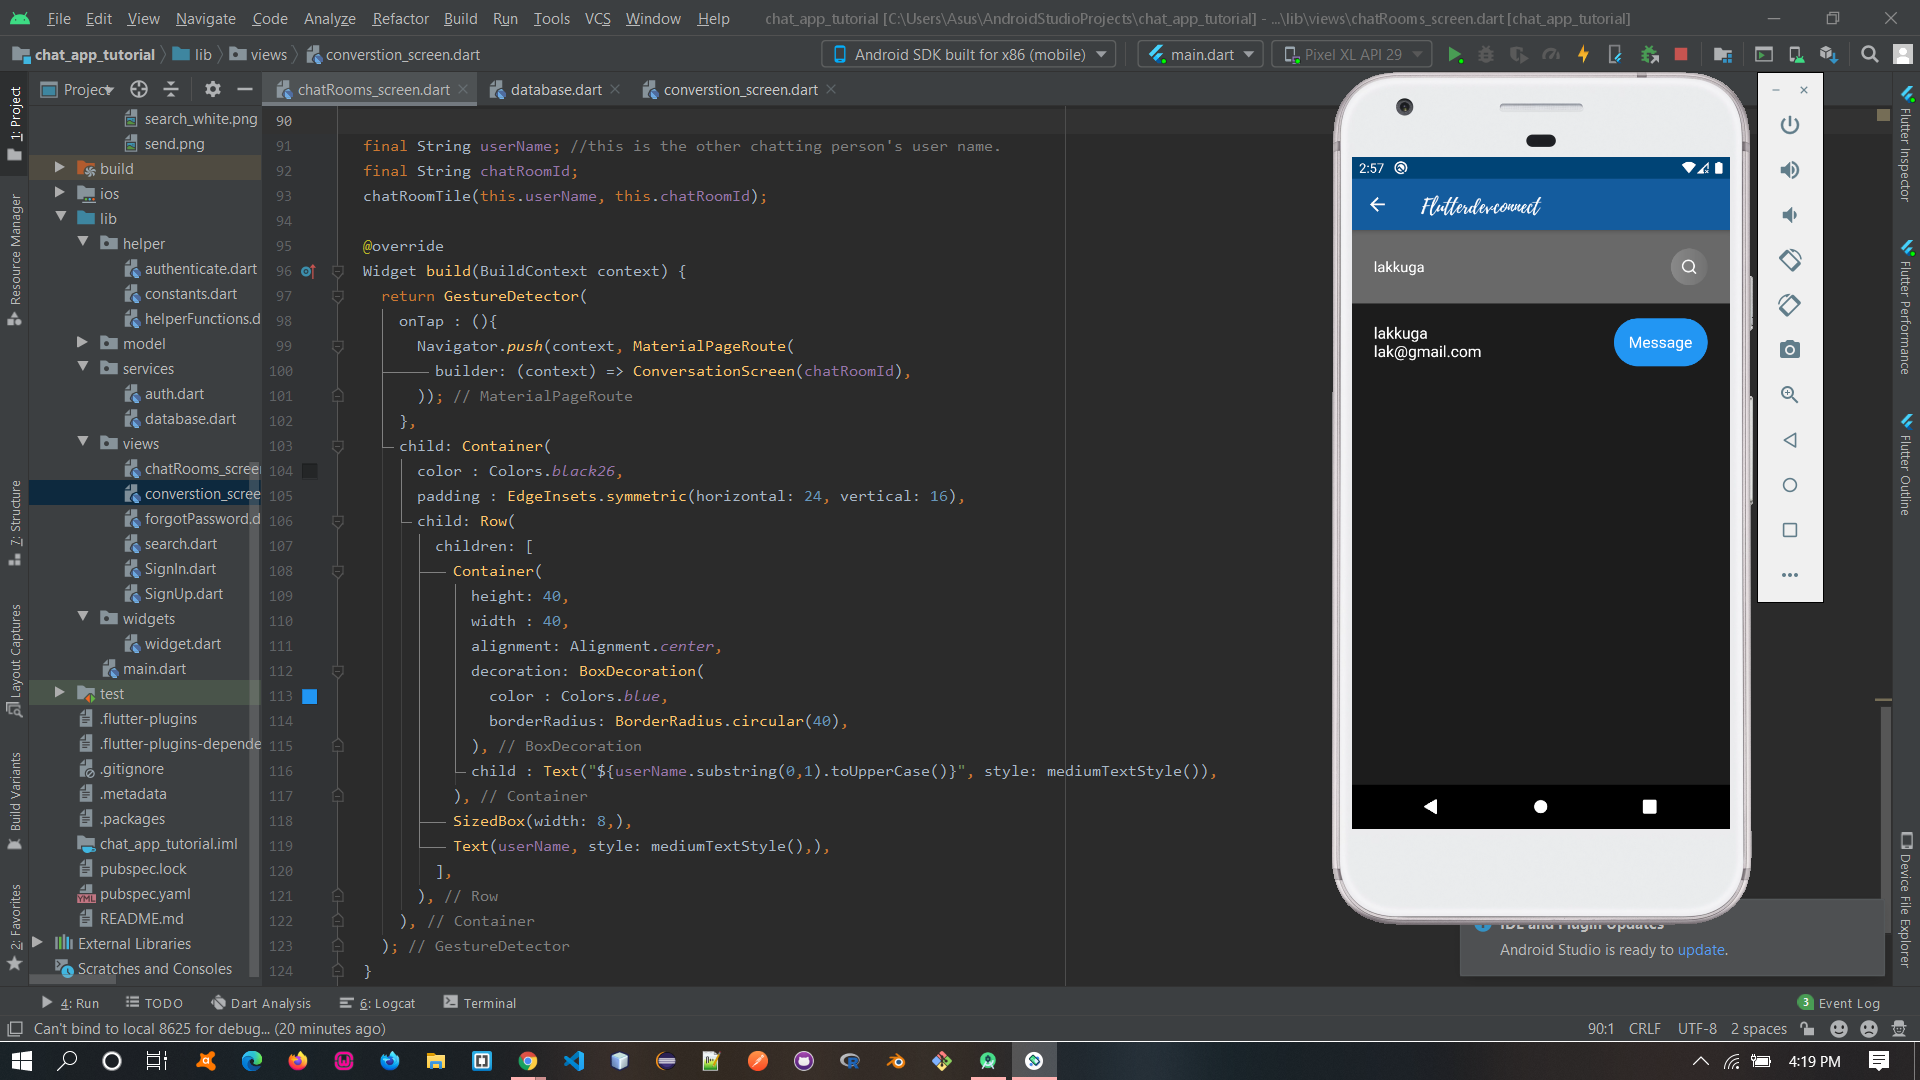 File Edit View Navigate Code Analyze Refactor Build Run Tools VCS Window Help chat_app_tutorial [C:\Users\Asus\AndroidStudioProjects\chat_app_tutorial] - ...\lib\views\chatRooms_screen.dart [chat_app_tutorial]
chat_app_tutorial lib views converstion_screen.dart Android SDK built for x86 (mobile) main.dart Pixel XL API 29
Project chatRooms_screen.dart database.dart converstion_screen.dart
1: Project
Resource Manager
7: Structure
Layout Captures
Build Variants
2: Favorites
search_white.png
send.png
build
ios
lib
helper
authenticate.dart
constants.dart
helperFunctions.d
model
services
auth.dart
database.dart
views
chatRooms_scree
converstion_scree
forgotPassword.d
search.dart
SignIn.dart
SignUp.dart
widgets
widget.dart
main.dart
test
.flutter-plugins
.flutter-plugins-depende
.gitignore
.metadata
.packages
chat_app_tutorial.iml
pubspec.lock
YML pubspec.yaml
README.md
External Libraries
Scratches and Consoles
90
91 final String userName; //this is the other chatting person's user name.
92 final String chatRoomId;
93 chatRoomTile(this.userName, this.chatRoomId);
94
95 @override
96 Widget build(BuildContext context) {
97 return GestureDetector(
98 onTap : (){
99 Navigator.push(context, MaterialPageRoute(
100 builder: (context) => ConversationScreen(chatRoomId),
101 )); // MaterialPageRoute
102 },
103 child: Container(
104 color : Colors.black26,
105 padding : EdgeInsets.symmetric(horizontal: 24, vertical: 16),
106 child: Row(
107 children: [
108 Container(
109 height: 40,
110 width : 40,
111 alignment: Alignment.center,
112 decoration: BoxDecoration(
113 color : Colors.blue,
114 borderRadius: BorderRadius.circular(40),
115 ), // BoxDecoration
116 child : Text("${userName.substring(0,1).toUpperCase()}", style: mediumTextStyle()),
117 ), // Container
118 SizedBox(width: 8,),
119 Text(userName, style: mediumTextStyle(),),
120 ],
121 ), // Row
122 ), // Container
123 ); // GestureDetector
124 }
2:57
Flutterdevconnect
lakkuga
lakkuga
lak@gmail.com
Message
Flutter Inspector
Flutter Performance
Flutter Outline
Device File Explorer
IDE and Plugin Updates
Android Studio is ready to update.
4: Run TODO Dart Analysis 6: Logcat Terminal 3 Event Log
Can't bind to local 8625 for debug... (20 minutes ago) 90:1 CRLF UTF-8 2 spaces
4:19 PM